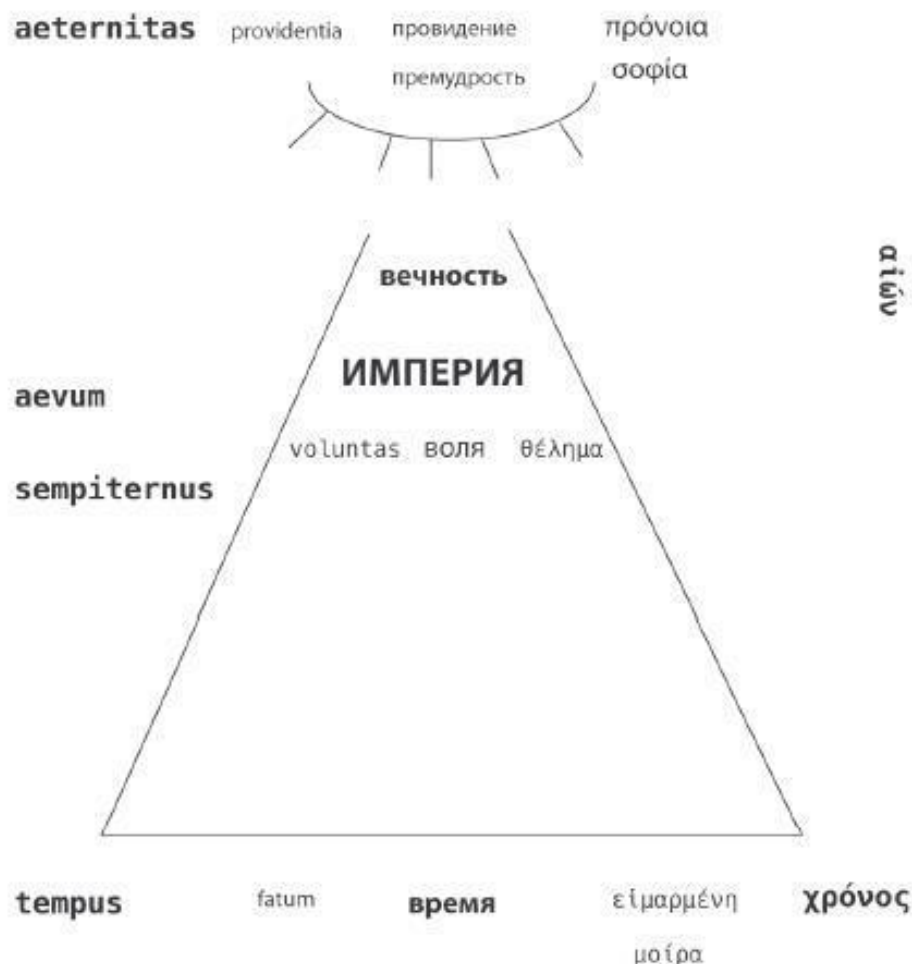 aeternitas providentia провидение πρόνοια
премудрость σοφία
αἰών
вечность
ИМПЕРИЯ
aevum
voluntas воля θέλημα
sempiternus
tempus fatum время εἱμαρμένη χρόνος
μοίρα